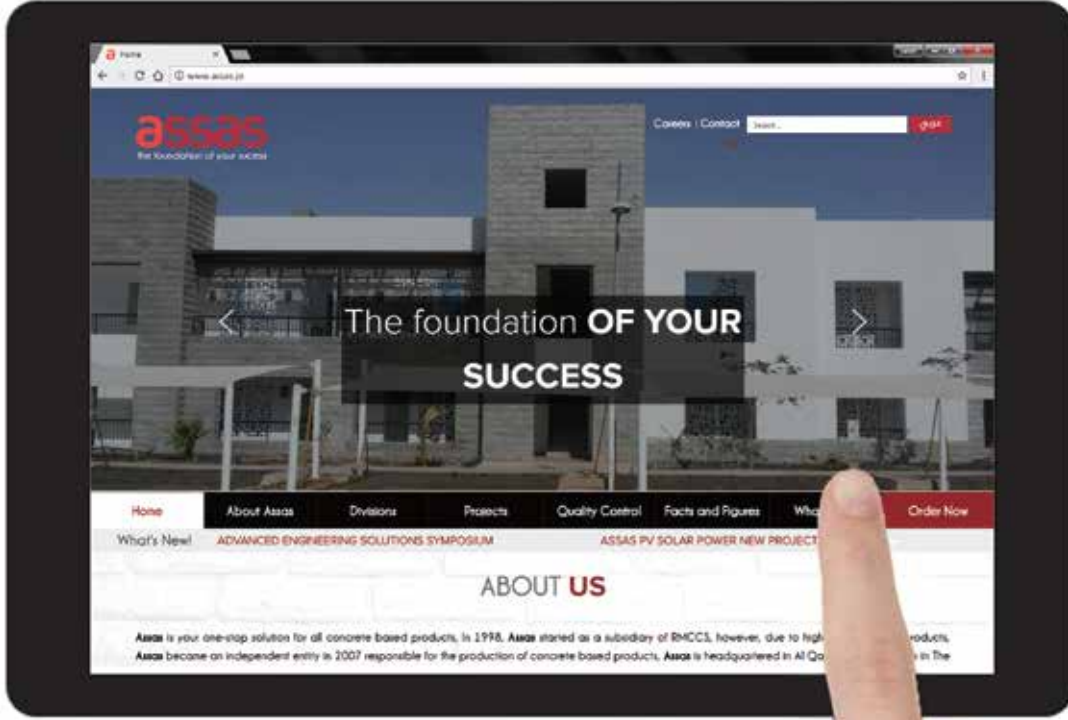 Home
www.assas.jo
assas
the foundation of your success
Careers | Contact
Search...
The foundation OF YOUR
SUCCESS
Home About Assas Divisions Projects Quality Control Facts and Figures Order Now
What's New! ADVANCED ENGINEERING SOLUTIONS SYMPOSIUM ASSAS PV SOLAR POWER NEW PROJECT
ABOUT US
Assas is your one-stop solution for all concrete based products. In 1998, Assas started as a subsidiary of RMCCS, however, due to products,
Assas became an independent entity in 2007 responsible for the production of concrete based products. Assas is headquartered in Al in The